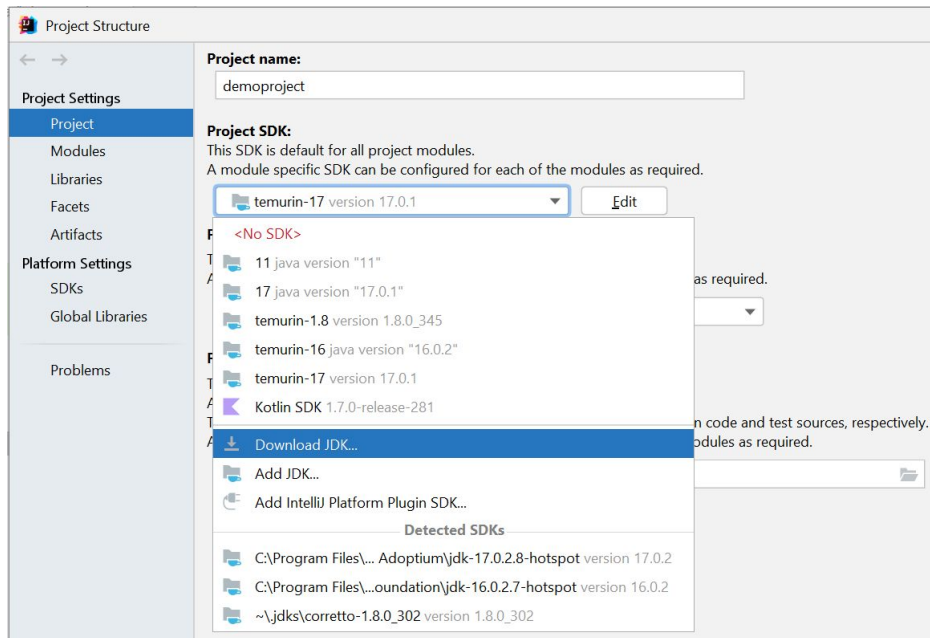 Project Structure
Project name:
demoproject
Project Settings
Project
Modules
Libraries
Facets
Artifacts
Platform Settings
SDKs
Global Libraries
Problems
Project SDK:
This SDK is default for all project modules.
A module specific SDK can be configured for each of the modules as required.
temurin-17 version 17.0.1
Edit
<No SDK>
11 java version "11"
17 java version "17.0.1"
as required.
temurin-1.8 version 1.8.0_345
temurin-16 java version "16.0.2"
temurin-17 version 17.0.1
Kotlin SDK 1.7.0-release-281
code and test sources, respectively.
Download JDK...
as required.
Add JDK...
Add IntelliJ Platform Plugin SDK...
Detected SDKs
C:\Program Files\... Adoptium\jdk-17.0.2.8-hotspot version 17.0.2
C:\Program Files\...oundation\jdk-16.0.2.7-hotspot version 16.0.2
~\.jdks\corretto-1.8.0_302 version 1.8.0_302